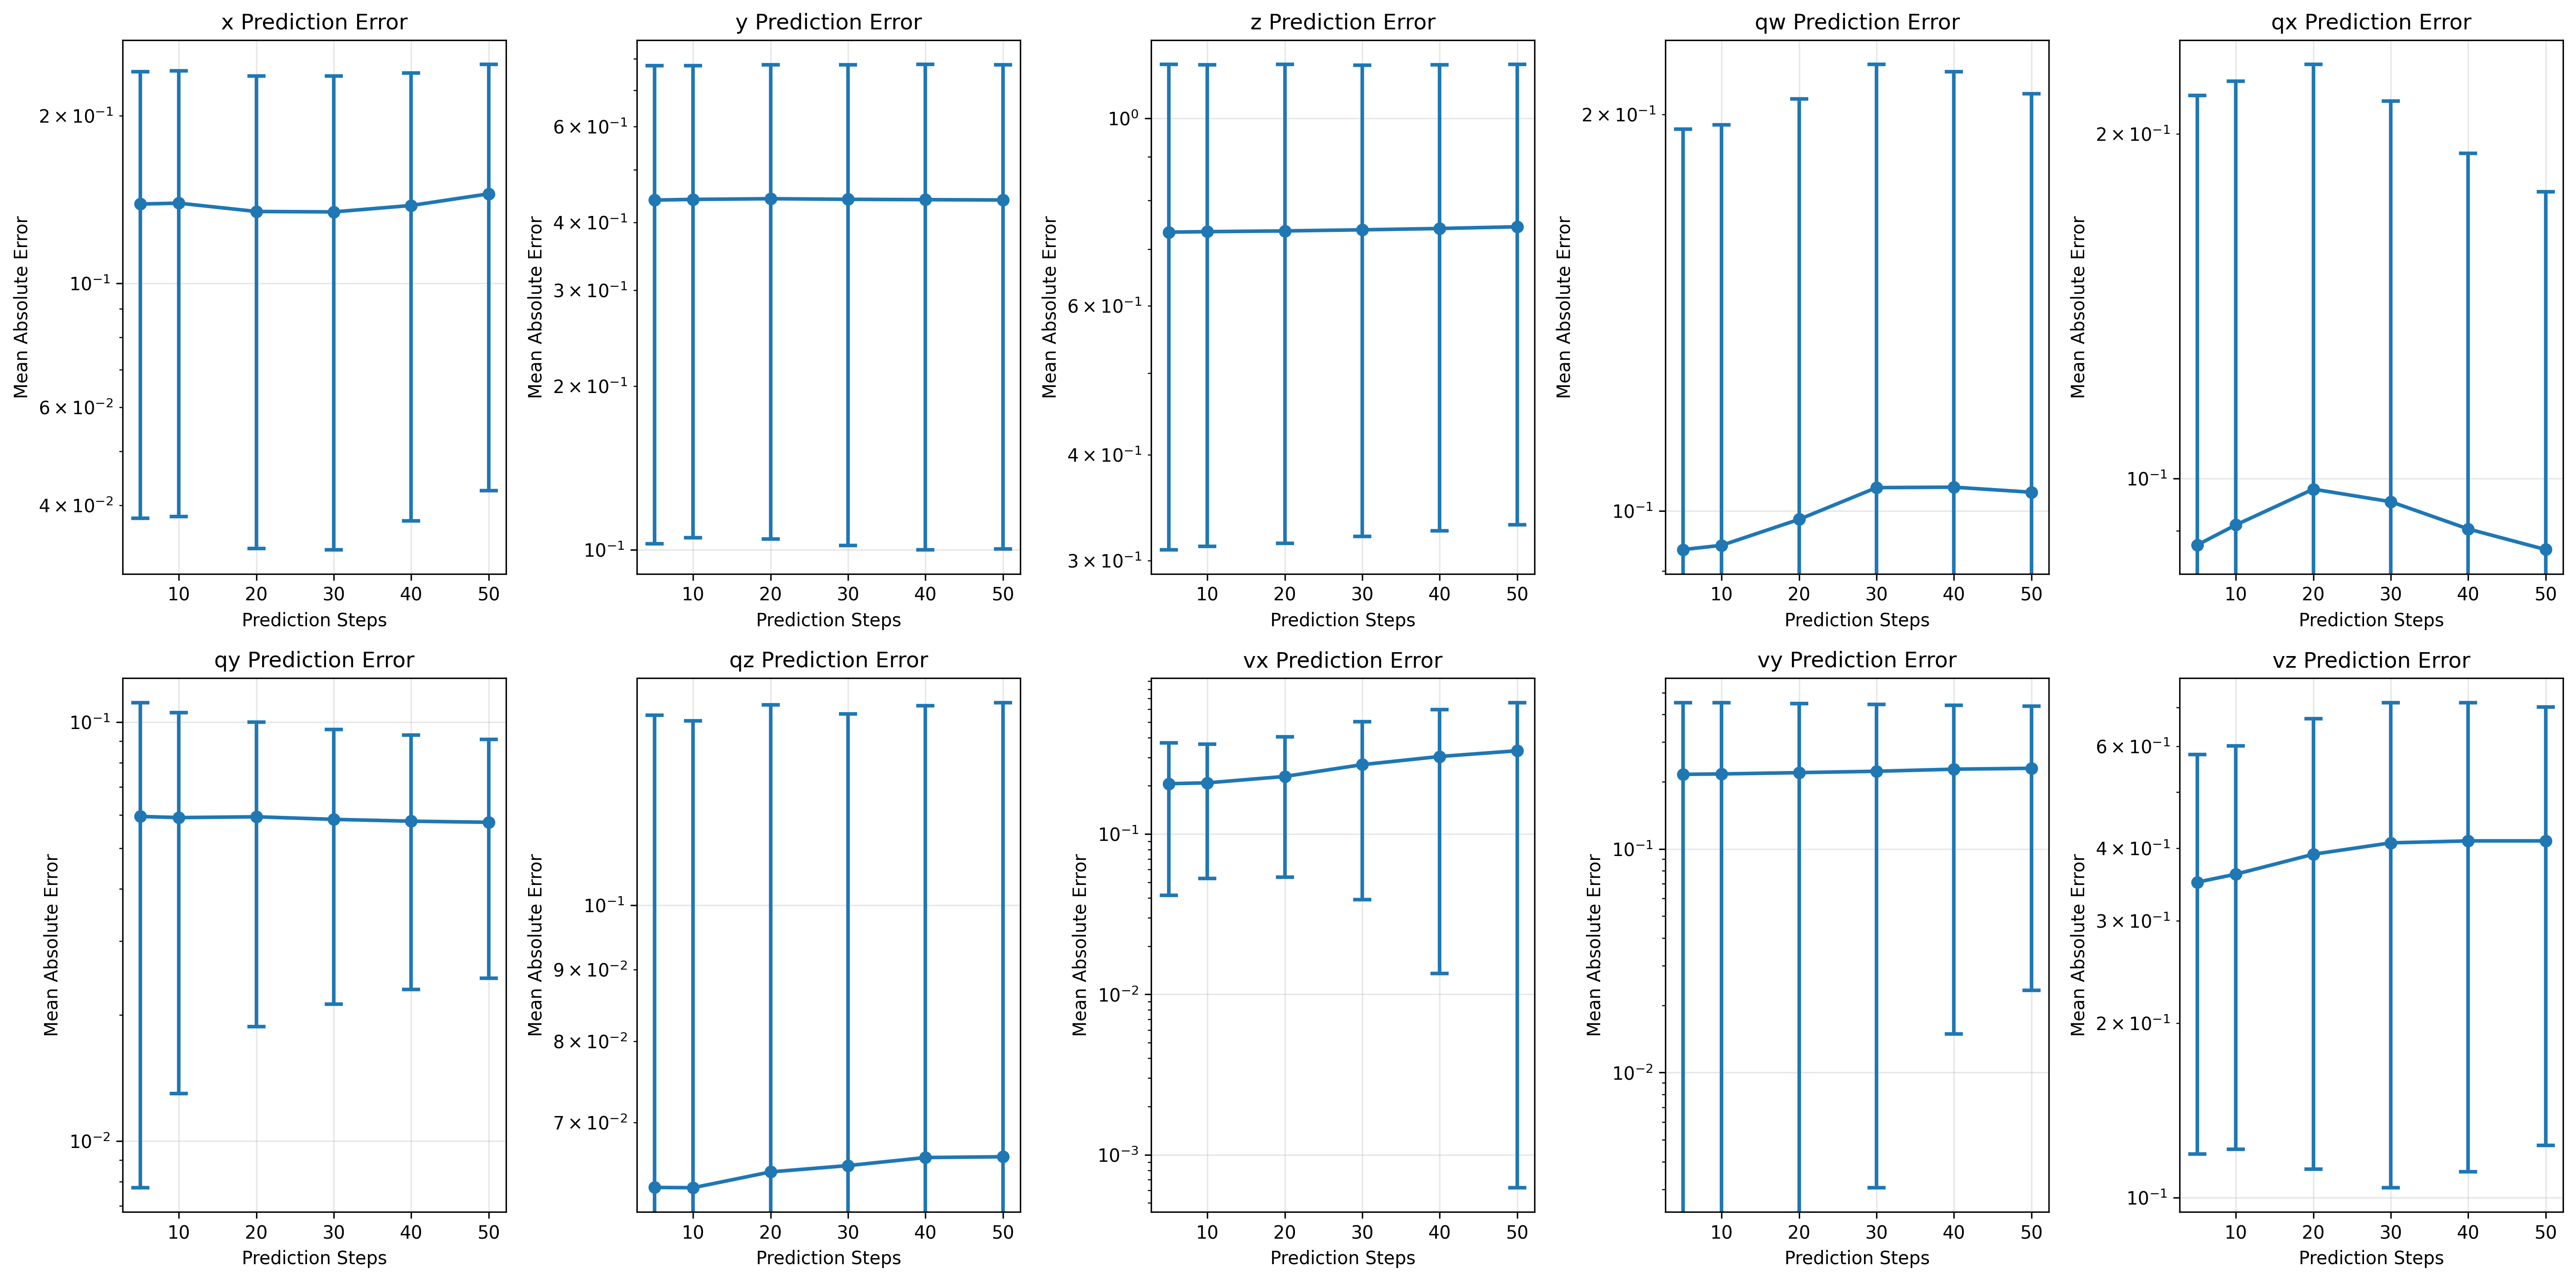 x Prediction Error
y Prediction Error
z Prediction Error
qw Prediction Error
qx Prediction Error
Mean Absolute Error
2 × 10⁻¹
10⁻¹
6 × 10⁻²
4 × 10⁻²
10 20 30 40 50
Prediction Steps
Mean Absolute Error
6 × 10⁻¹
4 × 10⁻¹
3 × 10⁻¹
2 × 10⁻¹
10⁻¹
10 20 30 40 50
Prediction Steps
Mean Absolute Error
10⁰
6 × 10⁻¹
4 × 10⁻¹
3 × 10⁻¹
10 20 30 40 50
Prediction Steps
Mean Absolute Error
2 × 10⁻¹
10⁻¹
10 20 30 40 50
Prediction Steps
Mean Absolute Error
2 × 10⁻¹
10⁻¹
10 20 30 40 50
Prediction Steps
qy Prediction Error
qz Prediction Error
vx Prediction Error
vy Prediction Error
vz Prediction Error
Mean Absolute Error
10⁻¹
10⁻²
10 20 30 40 50
Prediction Steps
Mean Absolute Error
10⁻¹
9 × 10⁻²
8 × 10⁻²
7 × 10⁻²
10 20 30 40 50
Prediction Steps
Mean Absolute Error
10⁻¹
10⁻²
10⁻³
10 20 30 40 50
Prediction Steps
Mean Absolute Error
10⁻¹
10⁻²
10 20 30 40 50
Prediction Steps
Mean Absolute Error
6 × 10⁻¹
4 × 10⁻¹
3 × 10⁻¹
2 × 10⁻¹
10⁻¹
10 20 30 40 50
Prediction Steps